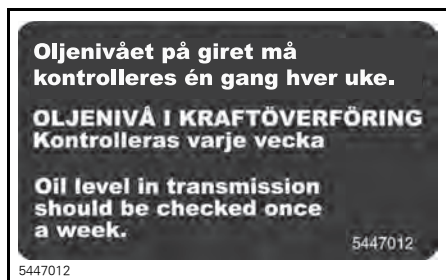 Oljenivået på giret må
kontrolleres én gang hver uke.
OLJENIVÅ I KRAFTÖVERFÖRING
Kontrolleras varje vecka
Oil level in transmission
should be checked once
a week.
5447012
5447012